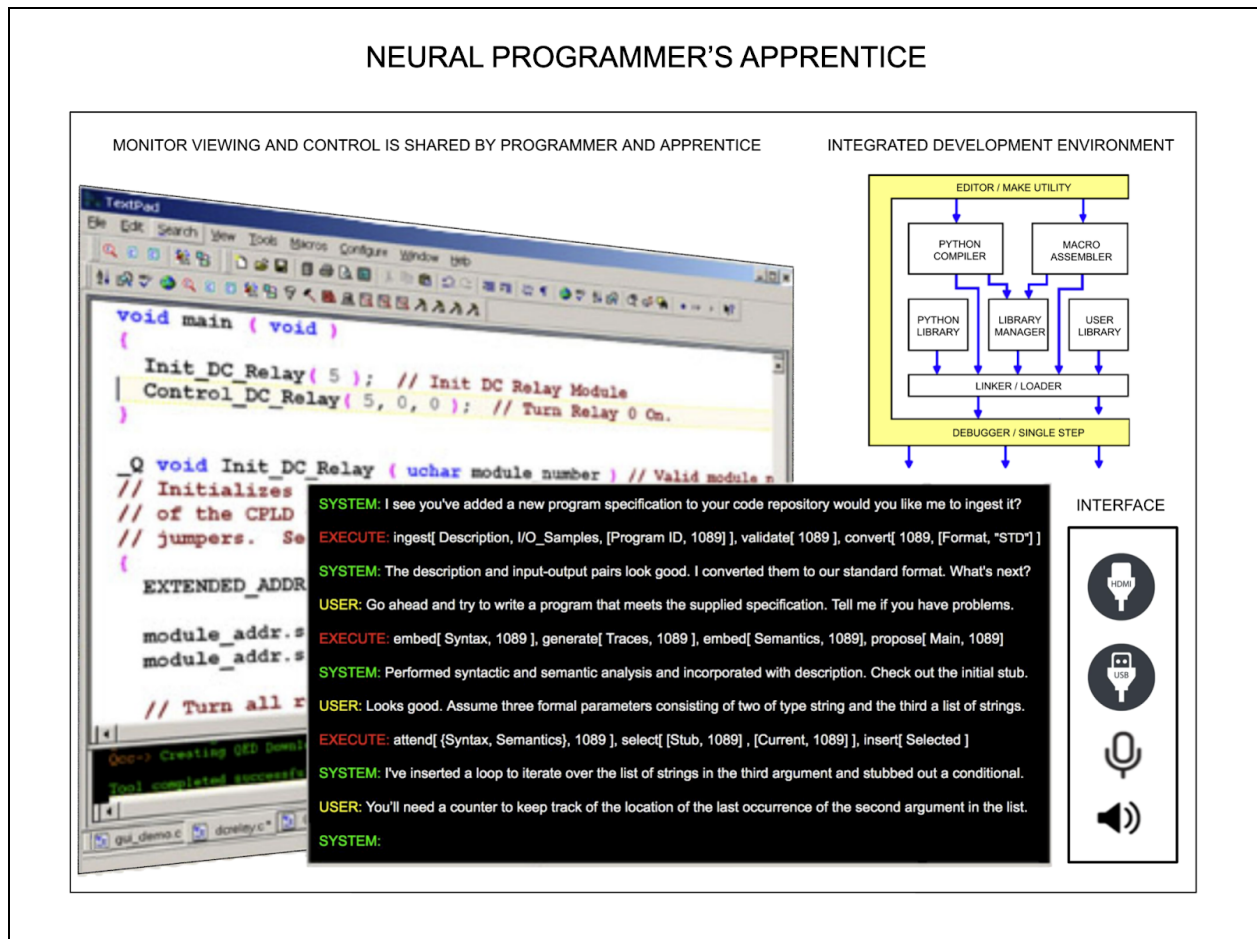 NEURAL PROGRAMMER'S APPRENTICE
MONITOR VIEWING AND CONTROL IS SHARED BY PROGRAMMER AND APPRENTICE
TextPad
File Edit Search View Tools Macros Configure Window Help
void main ( void )
{
Init_DC_Relay( 5 ); // Init DC Relay Module
Control_DC_Relay( 5, 0, 0 ); // Turn Relay 0 On.
}
_Q void Init_DC_Relay ( uchar module_number ) // Valid module n
// Initializes
// of the CPLD
// jumpers. Se
{
EXTENDED_ADDR
module_addr.s
module_addr.s
// Turn all r
Qcc-> Creating QED Downl
Tool completed successf
gui_demo.c dcrelay.c*
SYSTEM: I see you've added a new program specification to your code repository would you like me to ingest it?
EXECUTE: ingest[ Description, I/O_Samples, [Program ID, 1089] ], validate[ 1089 ], convert[ 1089, [Format, "STD"] ]
SYSTEM: The description and input-output pairs look good. I converted them to our standard format. What's next?
USER: Go ahead and try to write a program that meets the supplied specification. Tell me if you have problems.
EXECUTE: embed[ Syntax, 1089 ], generate[ Traces, 1089 ], embed[ Semantics, 1089], propose[ Main, 1089]
SYSTEM: Performed syntactic and semantic analysis and incorporated with description. Check out the initial stub.
USER: Looks good. Assume three formal parameters consisting of two of type string and the third a list of strings.
EXECUTE: attend[ {Syntax, Semantics}, 1089 ], select[ [Stub, 1089] , [Current, 1089] ], insert[ Selected ]
SYSTEM: I've inserted a loop to iterate over the list of strings in the third argument and stubbed out a conditional.
USER: You'll need a counter to keep track of the location of the last occurrence of the second argument in the list.
SYSTEM:
INTEGRATED DEVELOPMENT ENVIRONMENT
EDITOR / MAKE UTILITY
PYTHON
COMPILER
MACRO
ASSEMBLER
PYTHON
LIBRARY
LIBRARY
MANAGER
USER
LIBRARY
LINKER / LOADER
DEBUGGER / SINGLE STEP
INTERFACE
HDMI
USB